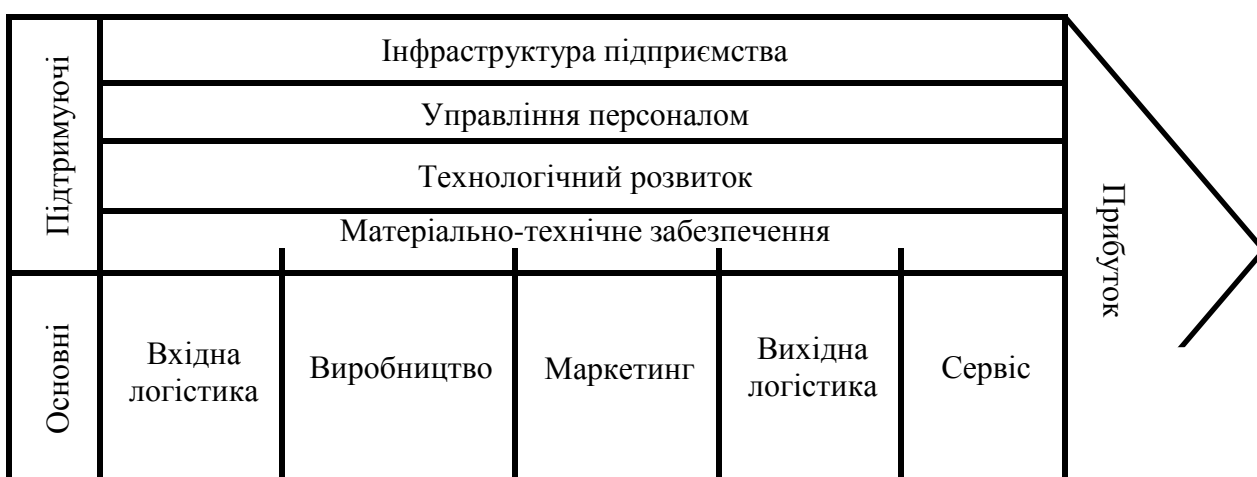 Підтримуючі
Інфраструктура підприємства
Управління персоналом
Технологічний розвиток
Матеріально-технічне забезпечення
Прибуток
Основні
Вхідна
логістика
Виробництво
Маркетинг
Вихідна
логістика
Сервіс